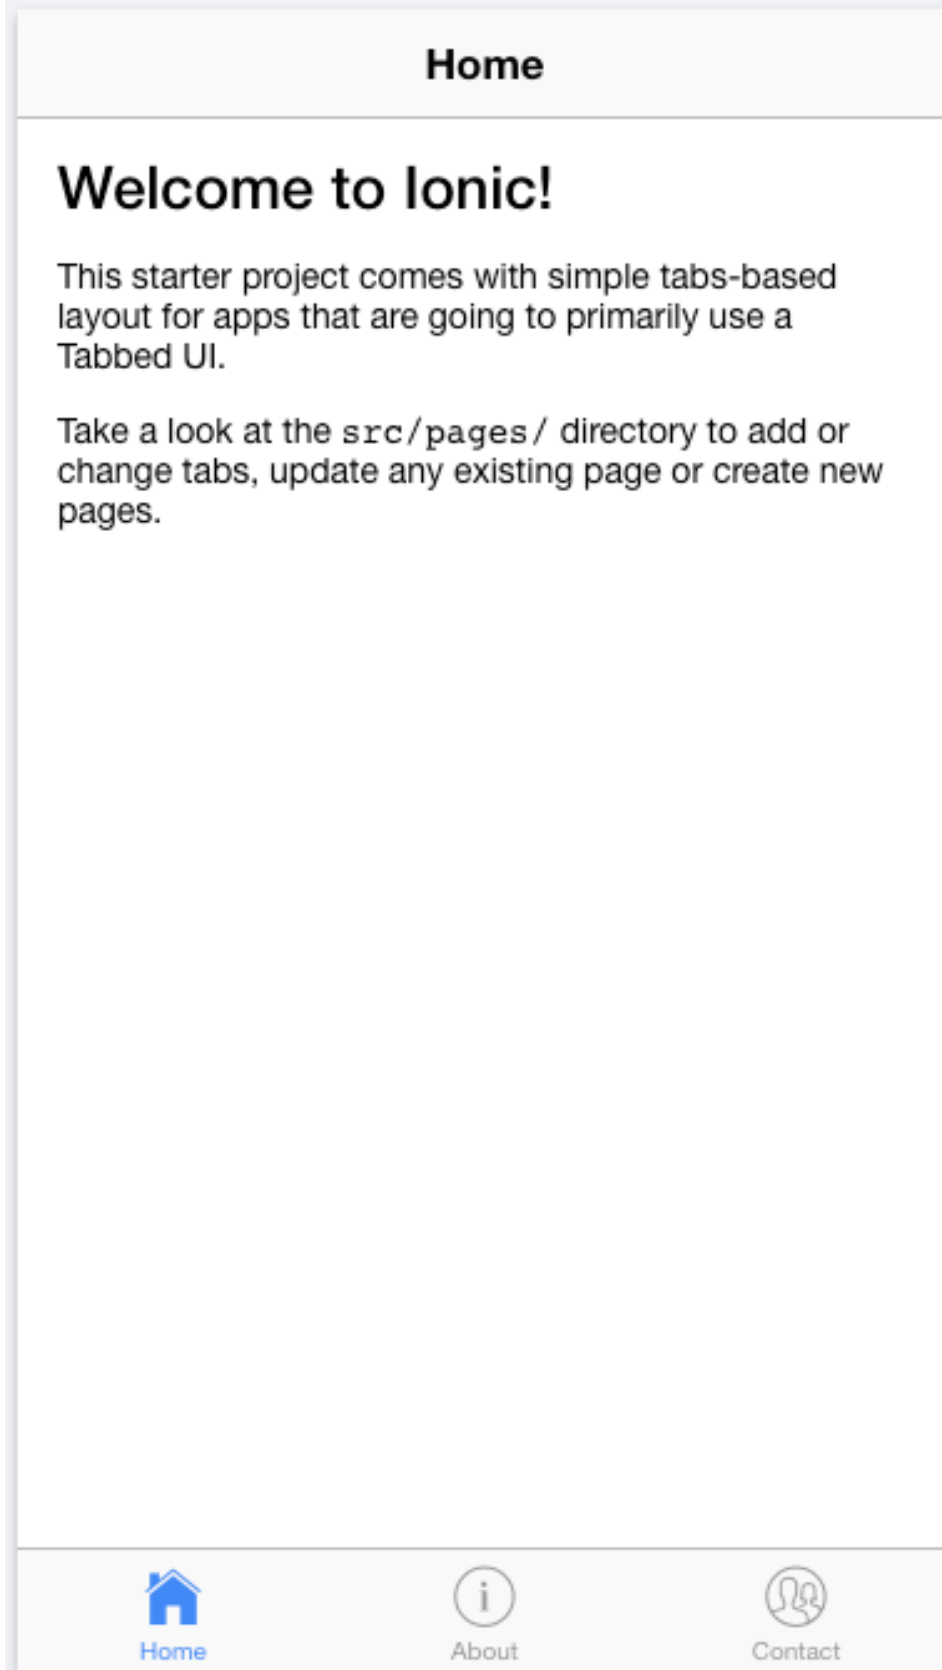 Home
Welcome to Ionic!
This starter project comes with simple tabs-based
layout for apps that are going to primarily use a
Tabbed UI.
Take a look at the src/pages/ directory to add or
change tabs, update any existing page or create new
pages.
Home
About
Contact